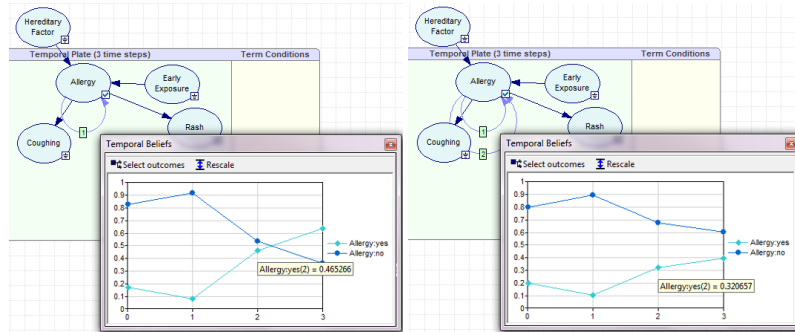 Hereditary
Factor
Temporal Plate (3 time steps)
Term Conditions
Allergy
Early
Exposure
1
Rash
Coughing
Temporal Beliefs
Select outcomes
Rescale
1
0.9
0.8
0.7
0.6
0.5
0.4
0.3
0.2
0.1
0
0
1
2
3
Allergy:yes
Allergy:no
Allergy:yes(2) = 0.465266
Hereditary
Factor
Temporal Plate (3 time steps)
Term Conditions
Allergy
Early
Exposure
1
Rash
Coughing
2
Temporal Beliefs
Select outcomes
Rescale
1
0.9
0.8
0.7
0.6
0.5
0.4
0.3
0.2
0.1
0
0
1
2
3
Allergy:yes
Allergy:no
Allergy:yes(2) = 0.320657